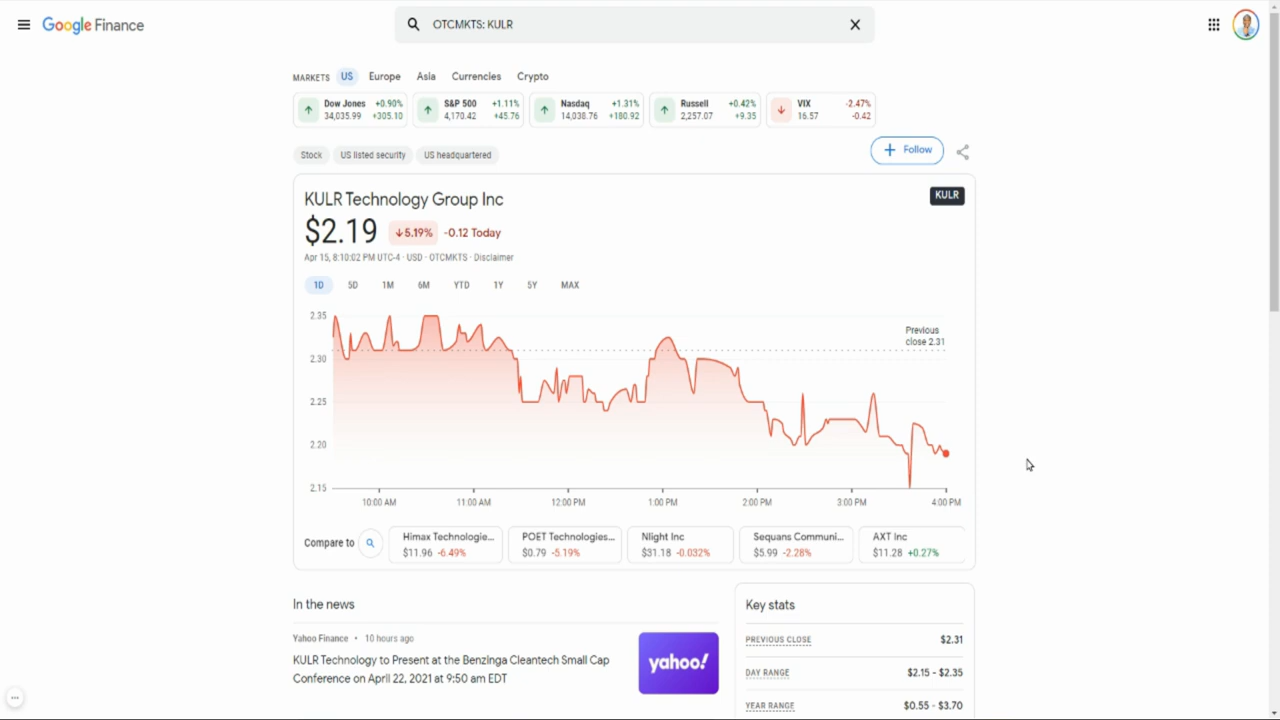 Google Finance
OTCMKTS: KULR
MARKETS US Europe Asia Currencies Crypto
Dow Jones +0.90%
34,035.99 +305.10
S&P 500 +1.11%
4,170.42 +45.76
Nasdaq +1.31%
14,038.76 +180.92
Russell +0.42%
2,257.07 +9.35
VIX -2.47%
16.57 -0.42
Stock US listed security US headquartered
Follow
KULR Technology Group Inc
KULR
$2.19 5.19% -0.12 Today
Apr 15, 8:10:02 PM UTC-4 · USD · OTCMKTS · Disclaimer
1D 5D 1M 6M YTD 1Y 5Y MAX
2.35
2.30
2.25
2.20
2.15
Previous
close 2.31
10:00 AM 11:00 AM 12:00 PM 1:00 PM 2:00 PM 3:00 PM 4:00 PM
Compare to
Himax Technologie...
$11.96 -6.49%
POET Technologies...
$0.79 -5.19%
Nlight Inc
$31.18 -0.032%
Sequans Communi...
$5.99 -2.28%
AXT Inc
$11.28 +0.27%
In the news
Yahoo Finance • 10 hours ago
KULR Technology to Present at the Benzinga Cleantech Small Cap
Conference on April 22, 2021 at 9:50 am EDT
yahoo!
Key stats
PREVIOUS CLOSE $2.31
DAY RANGE $2.15 - $2.35
YEAR RANGE $0.55 - $3.70